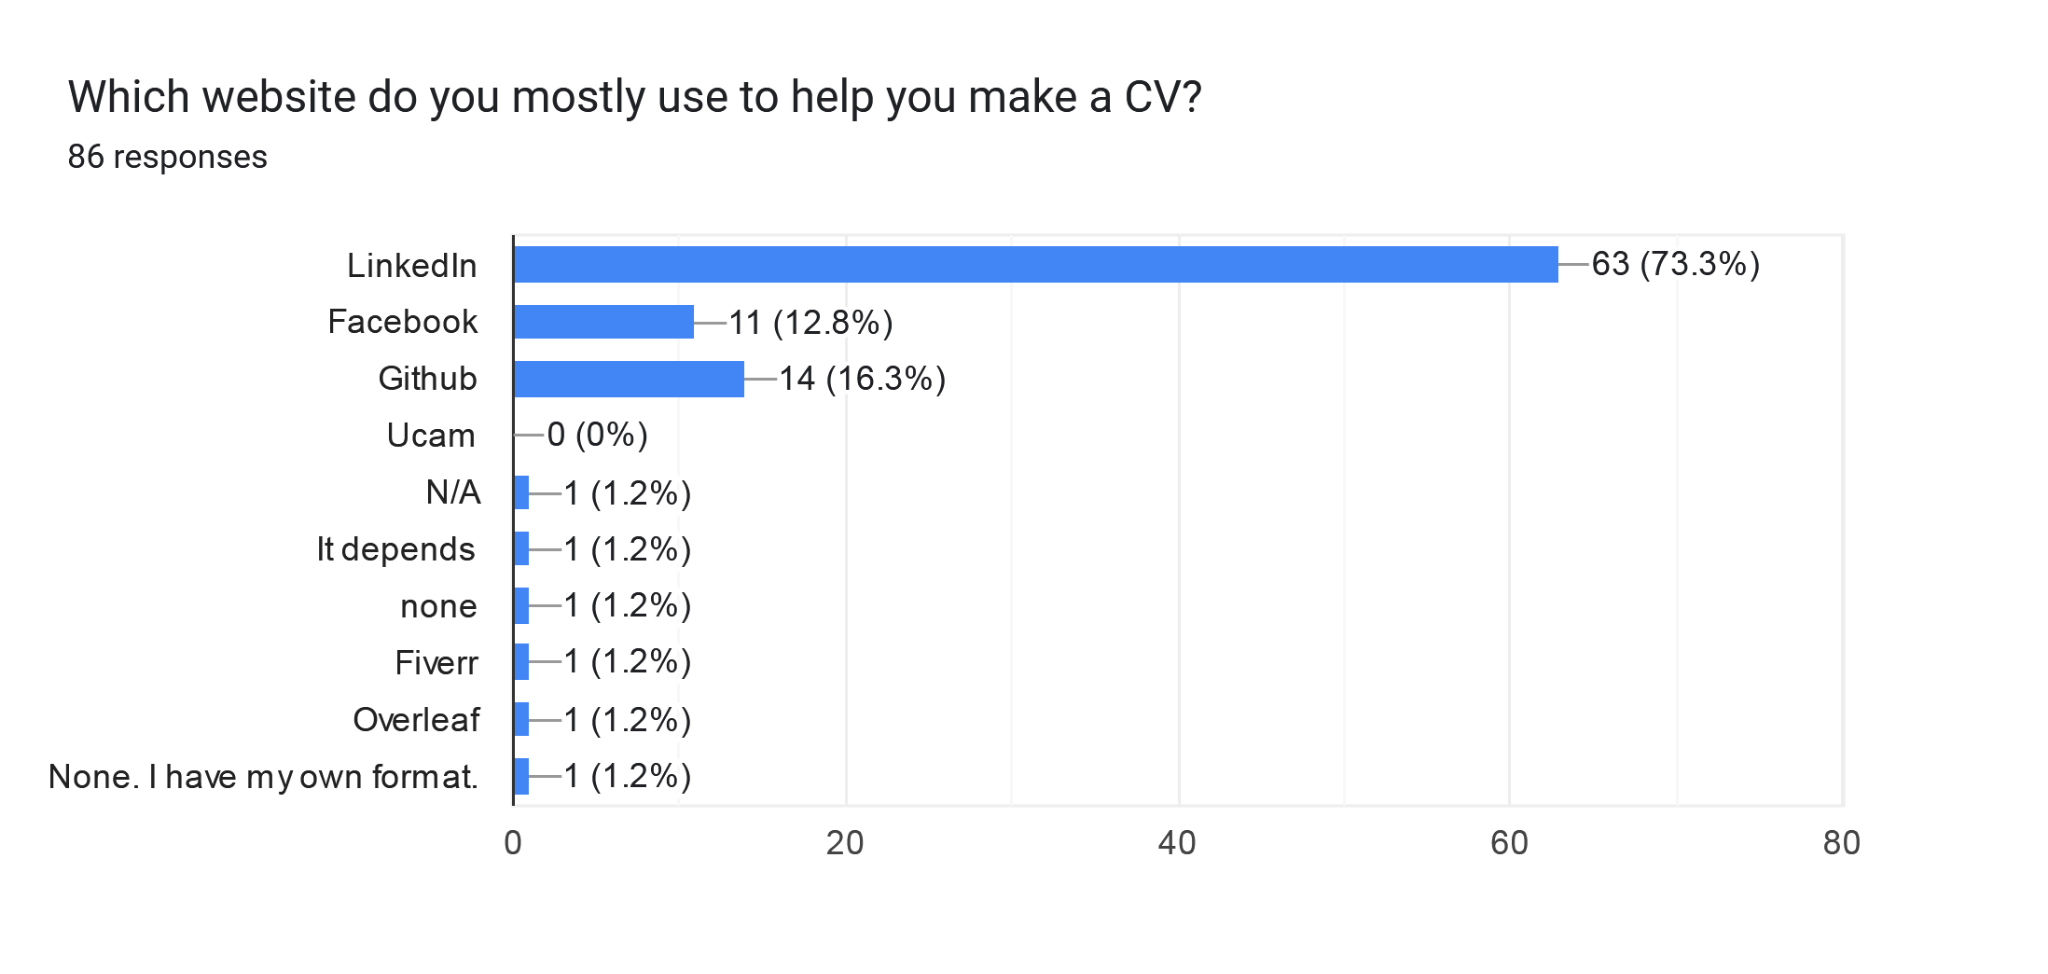 Which website do you mostly use to help you make a CV?
86 responses
LinkedIn 63 (73.3%)
Facebook 11 (12.8%)
Github 14 (16.3%)
Ucam 0 (0%)
N/A 1 (1.2%)
It depends 1 (1.2%)
none 1 (1.2%)
Fiverr 1 (1.2%)
Overleaf 1 (1.2%)
None. I have my own format. 1 (1.2%)
0 20 40 60 80